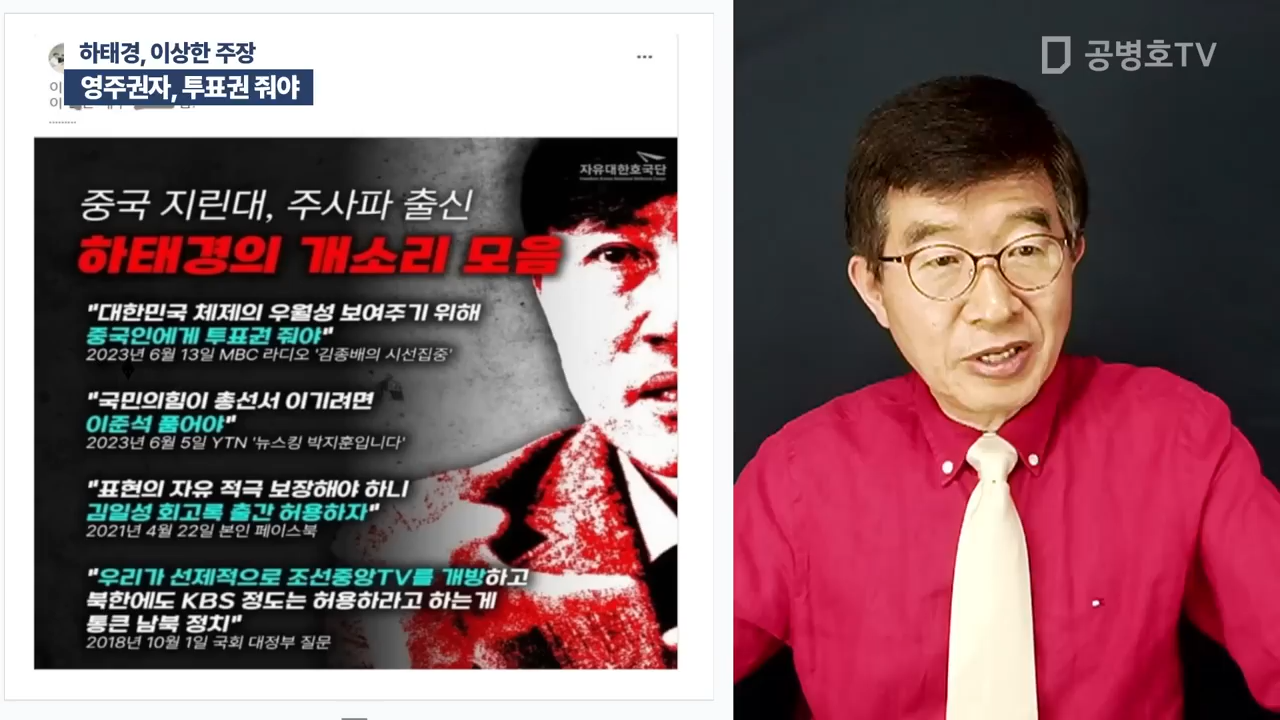 하태경, 이상한 주장
영주권자, 투표권 줘야
공병호TV
자유대한호국단
중국 지린대, 주사파 출신
하태경의 개소리 모음
"대한민국 체제의 우월성 보여주기 위해
중국인에게 투표권 줘야"
2023년 6월 13일 MBC 라디오 '김종배의 시선집중'
"국민의힘이 총선서 이기려면
이준석 풀어야"
2023년 6월 5일 YTN '뉴스킹 박지훈입니다'
"표현의 자유 적극 보장해야 하니
김일성 회고록 출간 허용하자"
2021년 4월 22일 본인 페이스북
"우리가 선제적으로 조선중앙TV를 개방하고
북한에도 KBS 정도는 허용하라고 하는게
통큰 남북 정치"
2018년 10월 1일 국회 대정부 질문